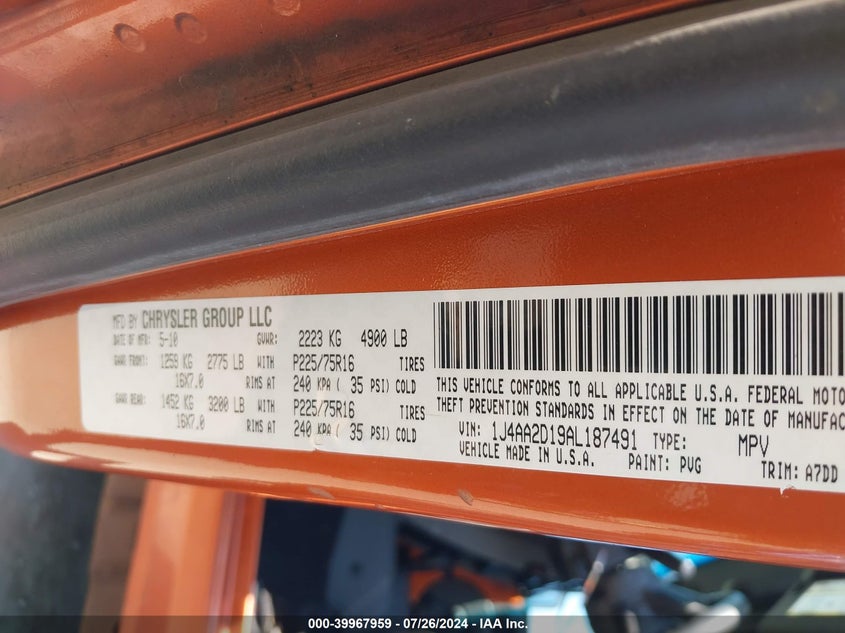 MFD BY CHRYSLER GROUP LLC
DATE OF MFR: 5-10 GVWR: 2223 KG 4900 LB
GAWR FRONT: 1259 KG 2775 LB WITH P225/75R16 TIRES
16X7.0 RIMS AT 240 KPA ( 35 PSI) COLD
GAWR REAR: 1452 KG 3200 LB WITH P225/75R16 TIRES
16X7.0 RIMS AT 240 KPA ( 35 PSI) COLD
THIS VEHICLE CONFORMS TO ALL APPLICABLE U.S.A. FEDERAL MOTO
THEFT PREVENTION STANDARDS IN EFFECT ON THE DATE OF MANUFAC
VIN: 1J4AA2D19AL187491 TYPE: MPV
VEHICLE MADE IN U.S.A. PAINT: PVG TRIM: A7DD
000-39967959 / 07/26/2024 - IAA Inc.